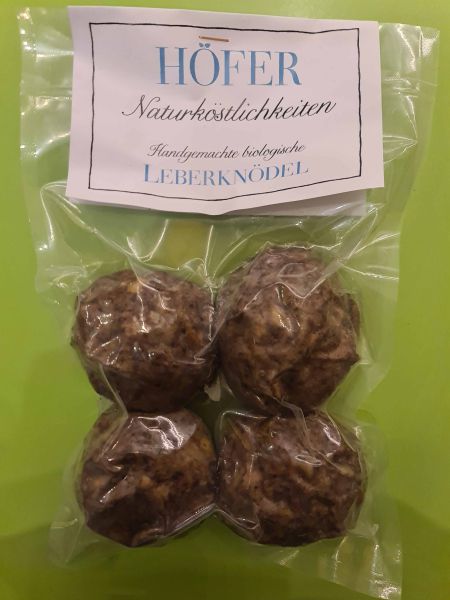 HÖFER
Naturköstlichkeiten
Handgemachte biologische
LEBERKNÖDEL